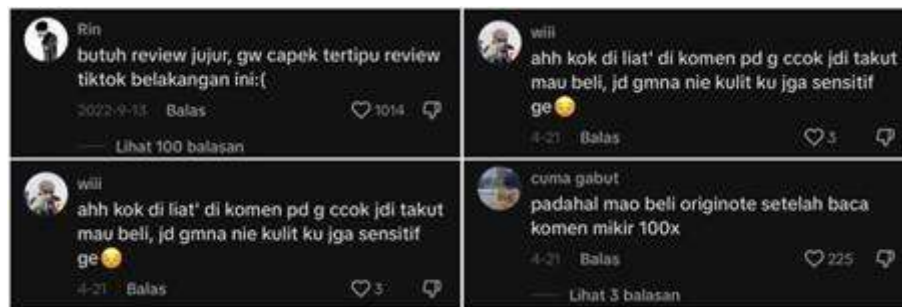 Rin
butuh review jujur, gw capek tertipu review
tiktok belakangan ini:(
2022-9-13 Balas 1014
Lihat 100 balasan
wiii
ahh kok di liat' di komen pd g ccok jdi takut
mau beli, jd gmna nie kulit ku jga sensitif
ge😔
4-21 Balas 3
wiii
ahh kok di liat' di komen pd g ccok jdi takut
mau beli, jd gmna nie kulit ku jga sensitif
ge😔
4-21 Balas 3
cuma gabut
padahal mao beli originote setelah baca
komen mikir 100x
4-21 Balas 225
Lihat 3 balasan